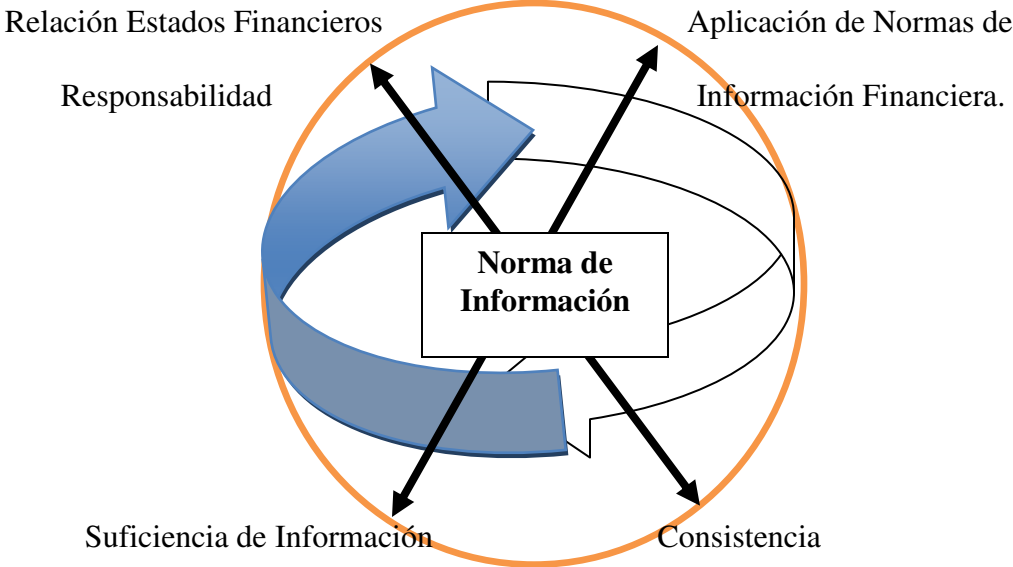 Relación Estados Financieros
Responsabilidad
Aplicación de Normas de
Información Financiera.
Norma de
Información
Suficiencia de Información
Consistencia